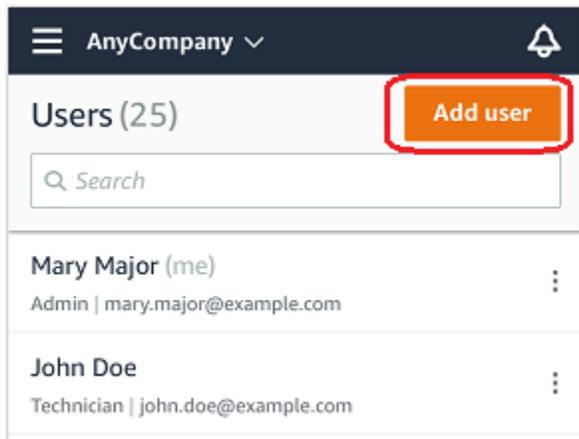 AnyCompany
Users (25)
Add user
Search
Mary Major (me)
Admin | mary.major@example.com
John Doe
Technician | john.doe@example.com